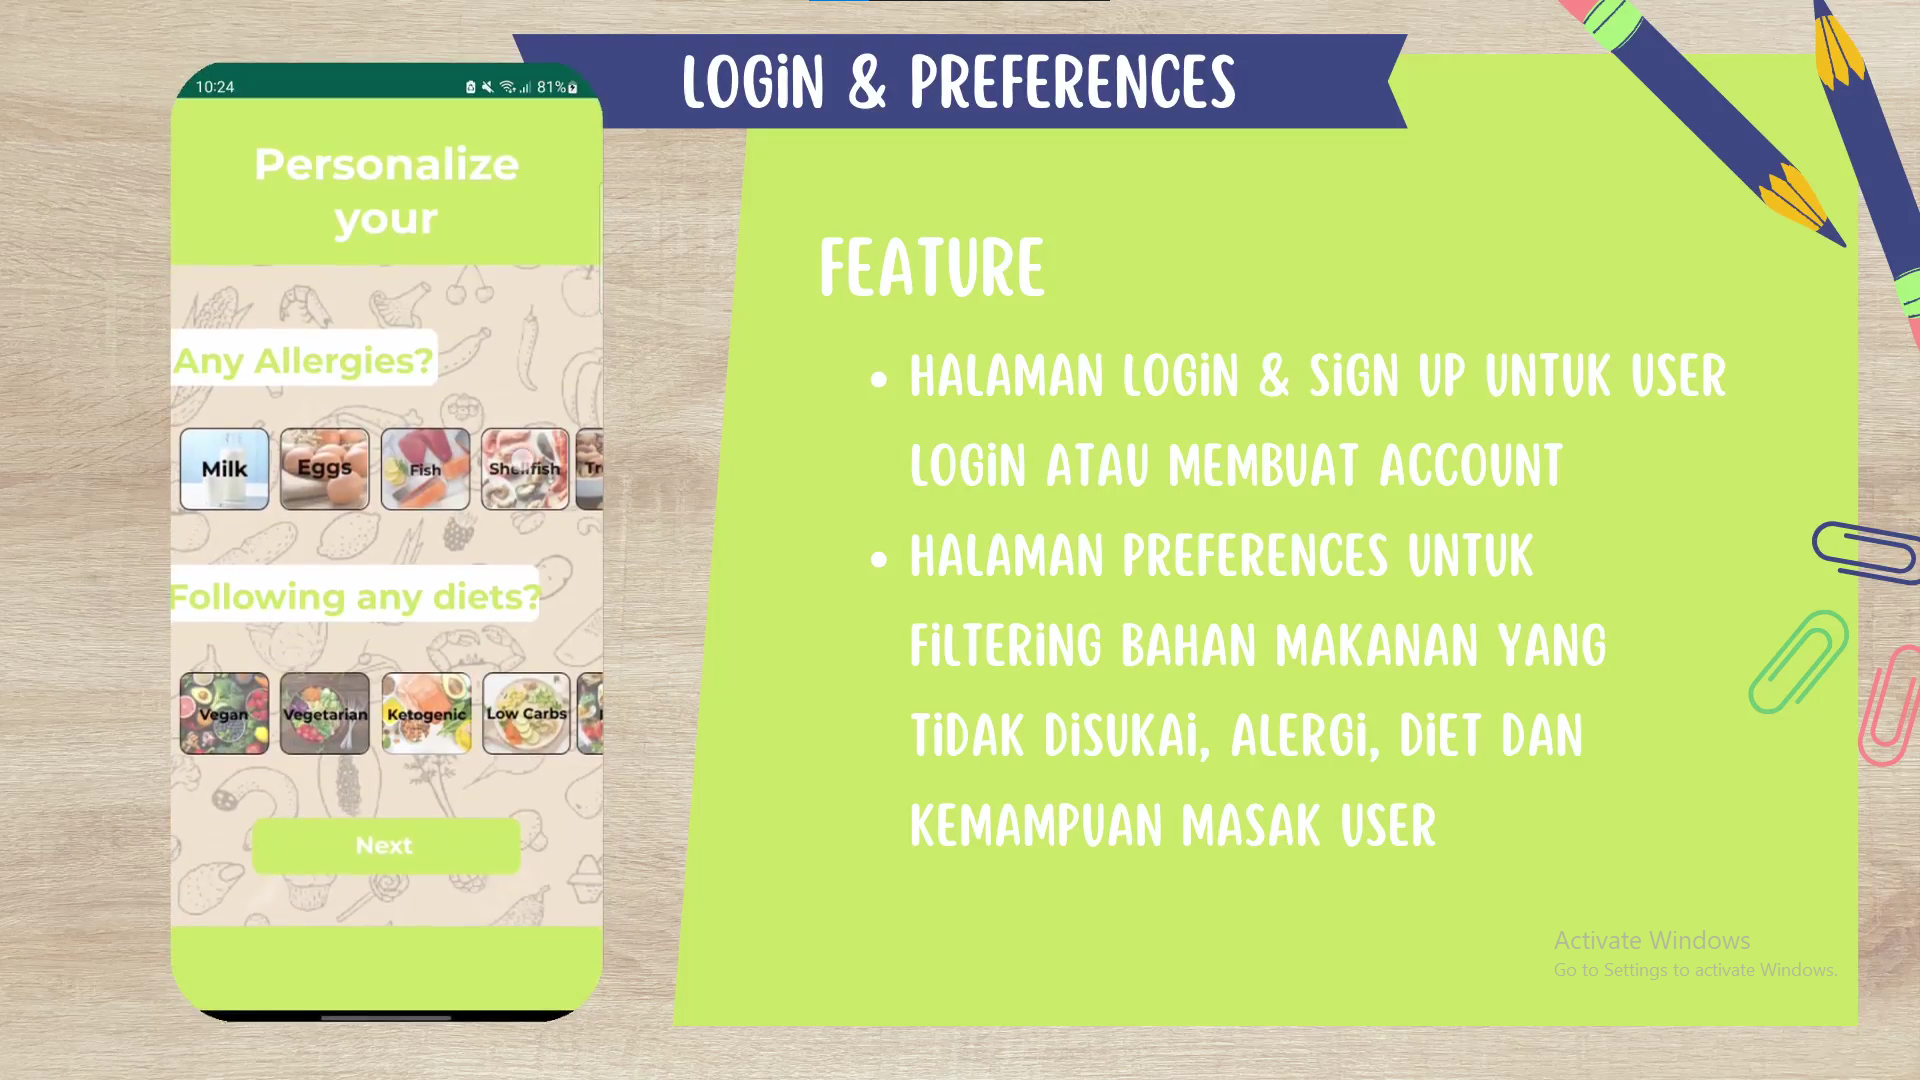 LOGIN & PREFERENCES
10:24
81%
Personalize
your
Any Allergies?
Milk
Eggs
Fish
Shellfish
Following any diets?
Vegan
Vegetarian
Ketogenic
Low Carbs
Next
FEATURE
• HALAMAN LOGIN & SIGN UP UNTUK USER
LOGIN ATAU MEMBUAT ACCOUNT
• HALAMAN PREFERENCES UNTUK
FILTERING BAHAN MAKANAN YANG
TIDAK DISUKAI, ALERGI, DIET DAN
KEMAMPUAN MASAK USER
Activate Windows
Go to Settings to activate Windows.